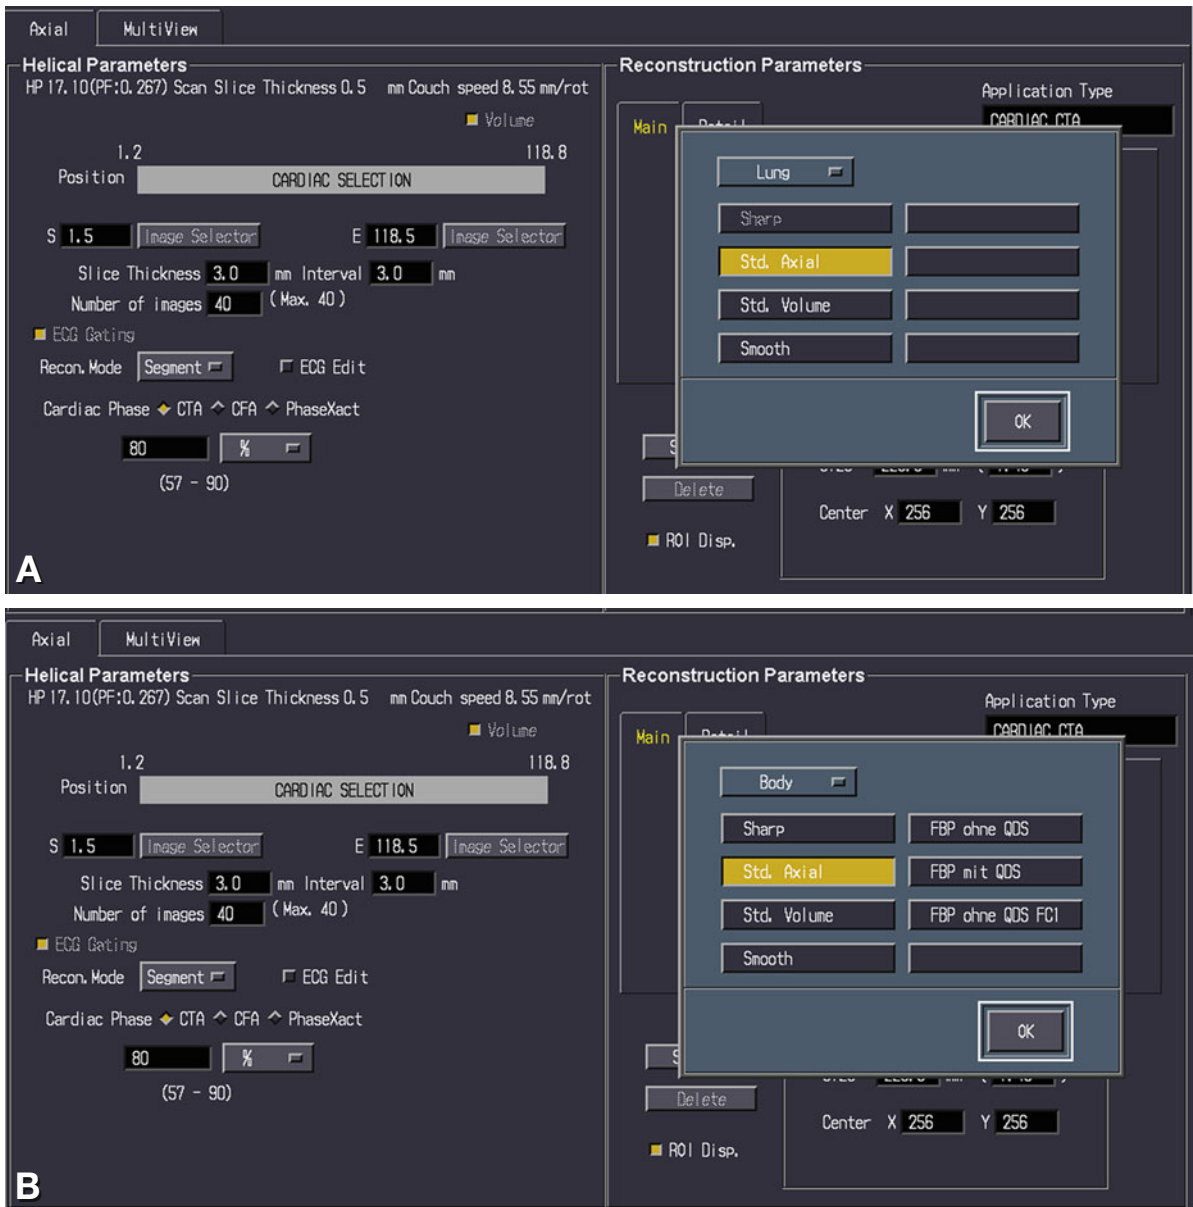 Axial MultiView
Helical Parameters
HP 17.10(PF:0.267) Scan Slice Thickness 0.5 mm Couch speed 8.55 mm/rot
Volume
1.2 118.8
Position CARDIAC SELECTION
S 1.5 Image Selector E 118.5 Image Selector
Slice Thickness 3.0 mm Interval 3.0 mm
Number of images 40 (Max. 40)
ECG Gating
Recon.Mode Segment ECG Edit
Cardiac Phase CTA CFA PhaseXact
80 %
(57 - 90)
A
Reconstruction Parameters
Application Type
CARDIAC CTA
Main Detail
Lung
Sharp
Std. Axial
Std. Volume
Smooth
OK
S
Delete
ROI Disp.
Center X 256 Y 256
Axial MultiView
Helical Parameters
HP 17.10(PF:0.267) Scan Slice Thickness 0.5 mm Couch speed 8.55 mm/rot
Volume
1.2 118.8
Position CARDIAC SELECTION
S 1.5 Image Selector E 118.5 Image Selector
Slice Thickness 3.0 mm Interval 3.0 mm
Number of images 40 (Max. 40)
ECG Gating
Recon.Mode Segment ECG Edit
Cardiac Phase CTA CFA PhaseXact
80 %
(57 - 90)
B
Reconstruction Parameters
Application Type
CARDIAC CTA
Main Detail
Body
Sharp FBP ohne QDS
Std. Axial FBP mit QDS
Std. Volume FBP ohne QDS FC1
Smooth
OK
S
Delete
ROI Disp.
Center X 256 Y 256